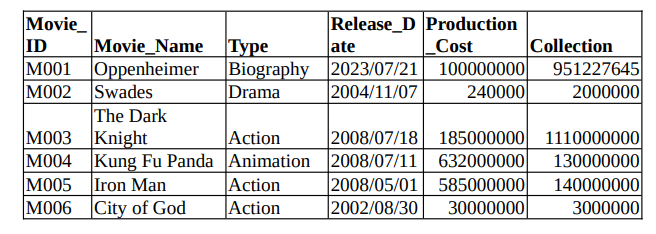 Movie_ID Movie_Name Type Release_Date Production_Cost Collection
M001 Oppenheimer Biography 2023/07/21 100000000 951227645
M002 Swades Drama 2004/11/07 240000 2000000
M003 The Dark Knight Action 2008/07/18 185000000 1110000000
M004 Kung Fu Panda Animation 2008/07/11 632000000 130000000
M005 Iron Man Action 2008/05/01 585000000 140000000
M006 City of God Action 2002/08/30 30000000 3000000